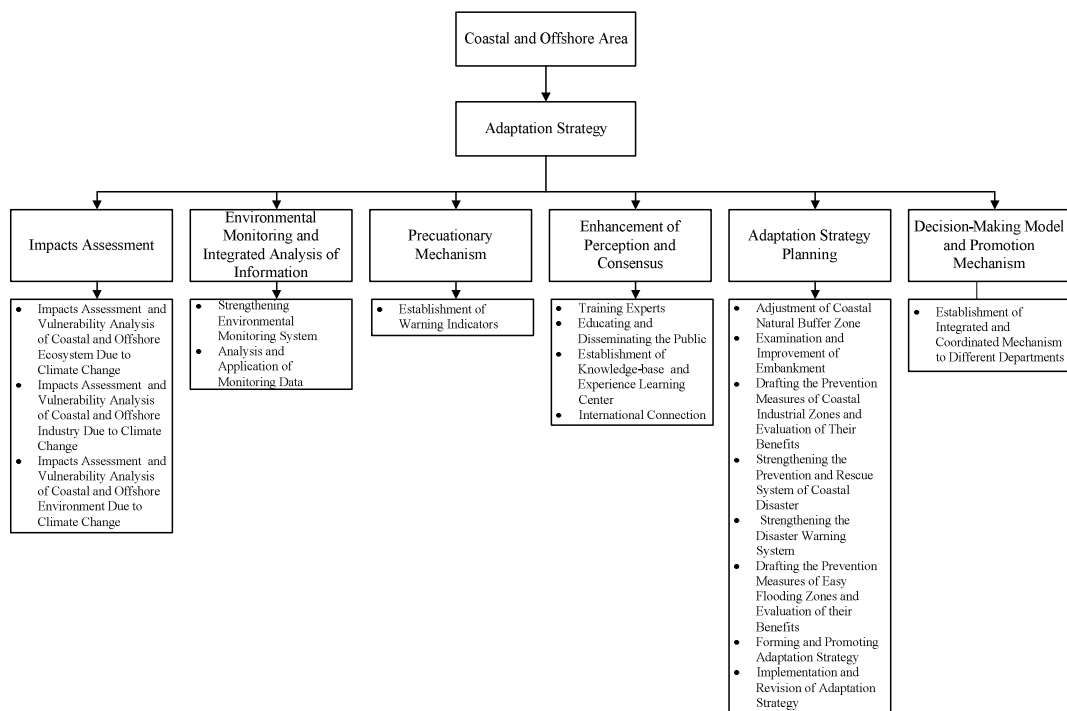 Coastal and Offshore Area
Adaptation Strategy
Impacts Assessment
Environmental
Monitoring and
Integrated Analysis of
Information
Precuationary
Mechanism
Enhancement of
Perception and
Consensus
Adaptation Strategy
Planning
Decision-Making Model
and Promotion
Mechanism
• Impacts Assessment and
Vulnerability Analysis
of Coastal and Offshore
Ecosystem Due to
Climate Change
• Impacts Assessment and
Vulnerability Analysis
of Coastal and Offshore
Industry Due to Climate
Change
• Impacts Assessment and
Vulnerability Analysis
of Coastal and Offshore
Environment Due to
Climate Change
• Strengthening
Environmental
Monitoring System
• Analysis and
Application of
Monitoring Data
• Establishment of
Warning Indicators
• Training Experts
• Educating and
Disseminating the Public
• Establishment of
Knowledge-base and
Experience Learning
Center
• International Connection
• Adjustment of Coastal
Natural Buffer Zone
• Examination and
Improvement of
Embankment
• Drafting the Prevention
Measures of Coastal
Industrial Zones and
Evaluation of Their
Benefits
• Strengthening the
Prevention and Rescue
System of Coastal
Disaster
• Strengthening the
Disaster Warning
System
• Drafting the Prevention
Measures of Easy
Flooding Zones and
Evaluation of their
Benefits
• Forming and Promoting
Adaptation Strategy
• Implementation and
Revision of Adaptation
Strategy
• Establishment of
Integrated and
Coordinated Mechanism
to Different Departments